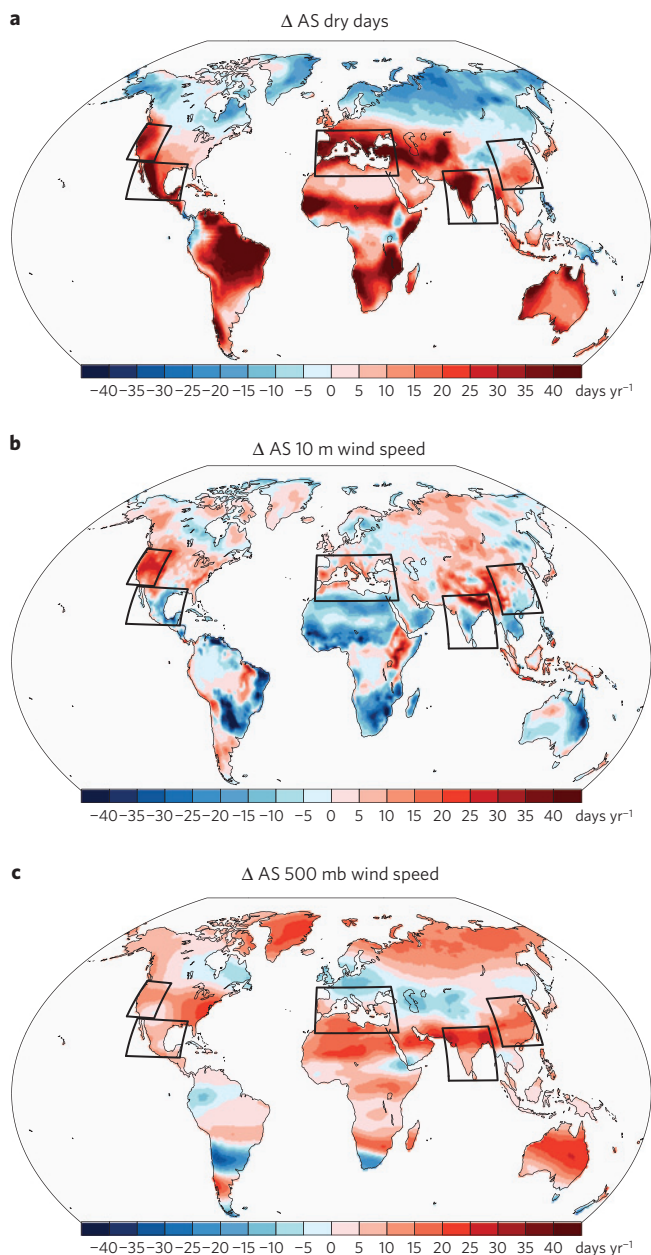 a
Δ AS dry days
−40 −35 −30 −25 −20 −15 −10 −5 0 5 10 15 20 25 30 35 40 days yr⁻¹
b
Δ AS 10 m wind speed
−40 −35 −30 −25 −20 −15 −10 −5 0 5 10 15 20 25 30 35 40 days yr⁻¹
c
Δ AS 500 mb wind speed
−40 −35 −30 −25 −20 −15 −10 −5 0 5 10 15 20 25 30 35 40 days yr⁻¹